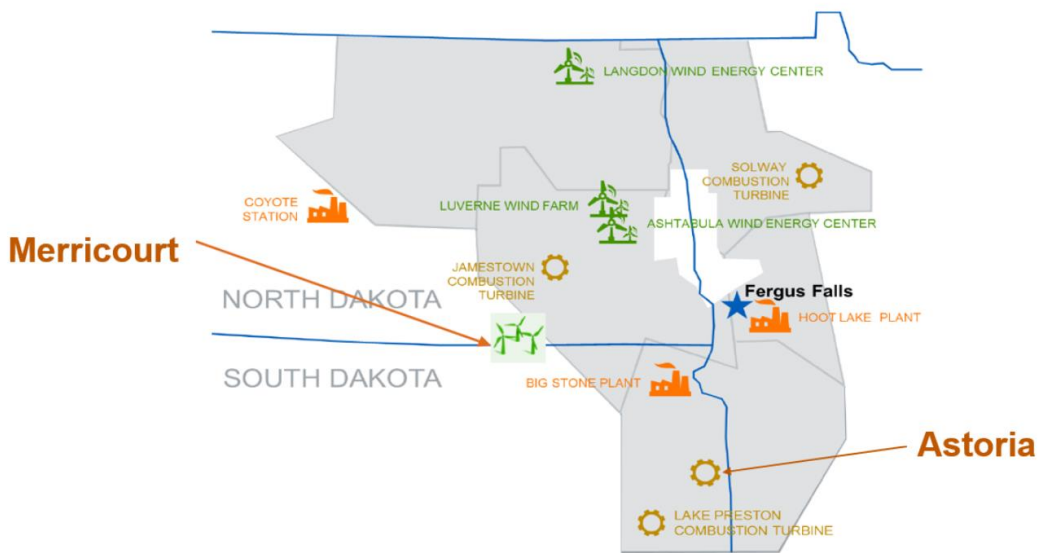 LANGDON WIND ENERGY CENTER
SOLWAY
COMBUSTION
TURBINE
COYOTE
STATION
LUVERNE WIND FARM
ASHTABULA WIND ENERGY CENTER
Merricourt
JAMESTOWN
COMBUSTION
TURBINE
NORTH DAKOTA
Fergus Falls
HOOT LAKE PLANT
SOUTH DAKOTA
BIG STONE PLANT
Astoria
LAKE PRESTON
COMBUSTION TURBINE